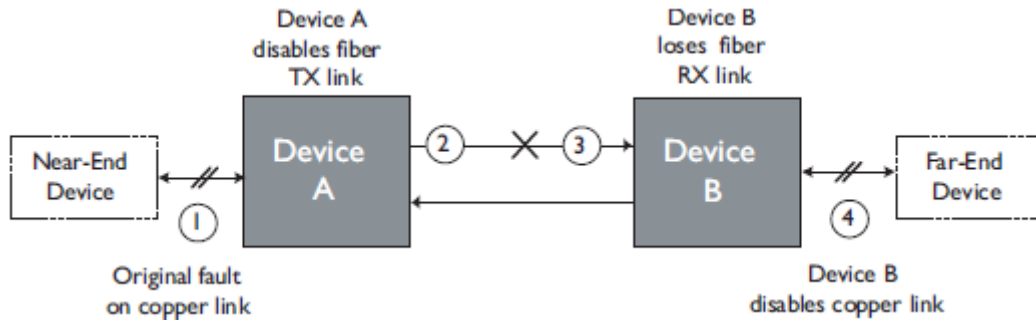 Device A
disables fiber
TX link
Device B
loses fiber
RX link
Near-End
Device
Device
A
2
3
Device
B
Far-End
Device
1
4
Original fault
on copper link
Device B
disables copper link